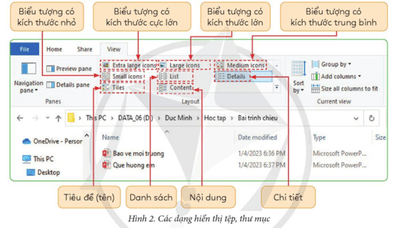 Biểu tượng có kích thước nhỏ
Biểu tượng có kích thước cực lớn
Biểu tượng có kích thước lớn
Biểu tượng có kích thước trung bình
File Home Share View
Navigation pane
Preview pane
Details pane
Panes
Extra large icons
Large icons
Medium icons
Small icons
List
Details
Tiles
Content
Layout
Sort by
Group by
Add columns
Size all columns to fit
Current view
This PC > DATA_06 (D:) > Duc Minh > Hoc tap > Bai trinh chieu
OneDrive - Person
This PC
Desktop
Name
Date modified
Type
Bao ve moi truong
1/4/2023 6:36 PM
Microsoft PowerP...
Que huong em
1/4/2023 6:37 PM
Microsoft PowerP...
Tiêu đề (tên)
Danh sách
Nội dung
Chi tiết
Hình 2. Các dạng hiển thị tệp, thư mục